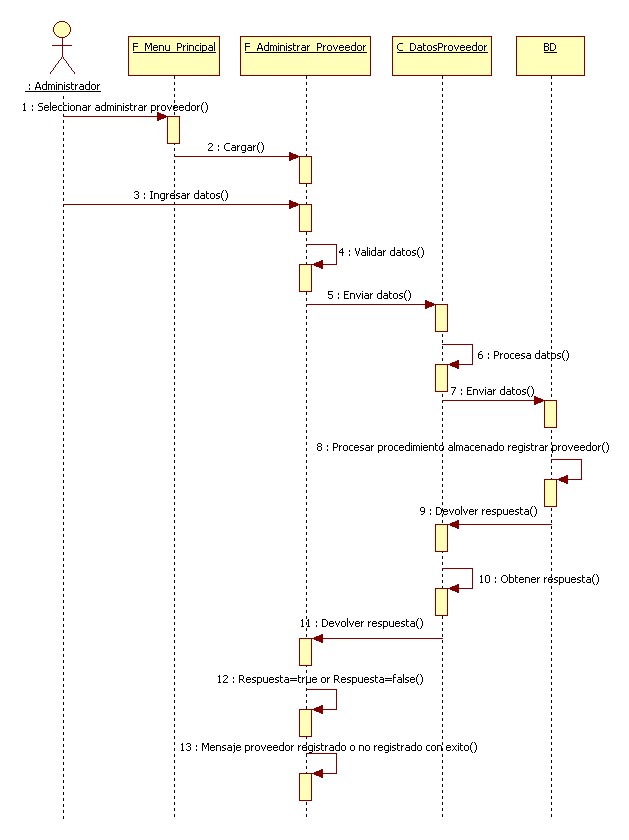 F_Menu_Principal
F_Administrar_Proveedor
C_DatosProveedor
BD
: Administrador
1 : Seleccionar administrar proveedor()
2 : Cargar()
3 : Ingresar datos()
4 : Validar datos()
5 : Enviar datos()
6 : Procesa datos()
7 : Enviar datos()
8 : Procesar procedimiento almacenado registrar proveedor()
9 : Devolver respuesta()
10 : Obtener respuesta()
11 : Devolver respuesta()
12 : Respuesta=true or Respuesta=false()
13 : Mensaje proveedor registrado o no registrado con exito()